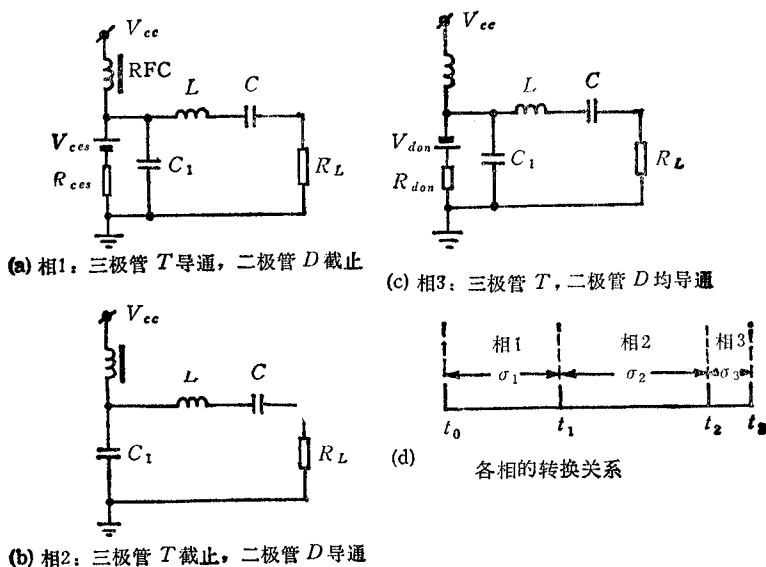 V_cc
RFC
L
C
V_ces
R_ces
C_1
R_L
(a) 相1：三极管 T 导通，二极管 D 截止
V_cc
L
C
V_don
R_don
C_1
R_L
(c) 相3：三极管 T，二极管 D 均导通
V_cc
L
C
C_1
R_L
(b) 相2：三极管 T 截止，二极管 D 导通
相1 相2 相3
σ_1 σ_2 σ_3
t_0 t_1 t_2 t_3
(d) 各相的转换关系